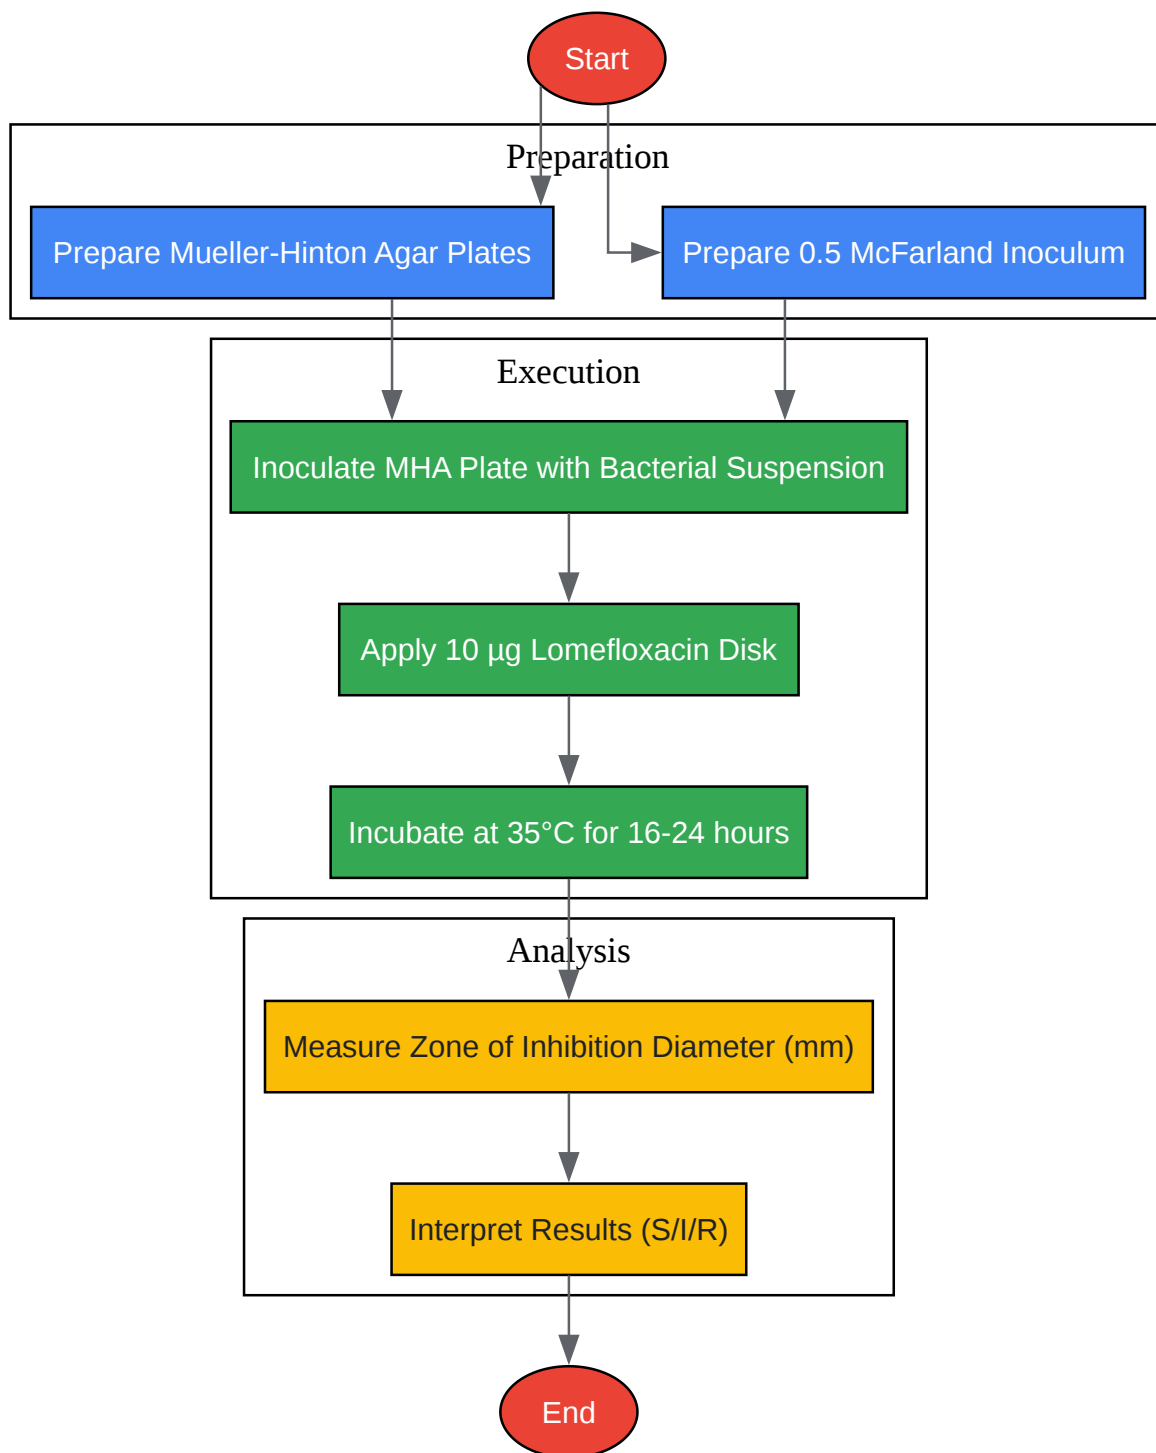 Start
Preparation
Prepare Mueller-Hinton Agar Plates
Prepare 0.5 McFarland Inoculum
Execution
Inoculate MHA Plate with Bacterial Suspension
Apply 10 µg Lomefloxacin Disk
Incubate at 35°C for 16-24 hours
Analysis
Measure Zone of Inhibition Diameter (mm)
Interpret Results (S/I/R)
End